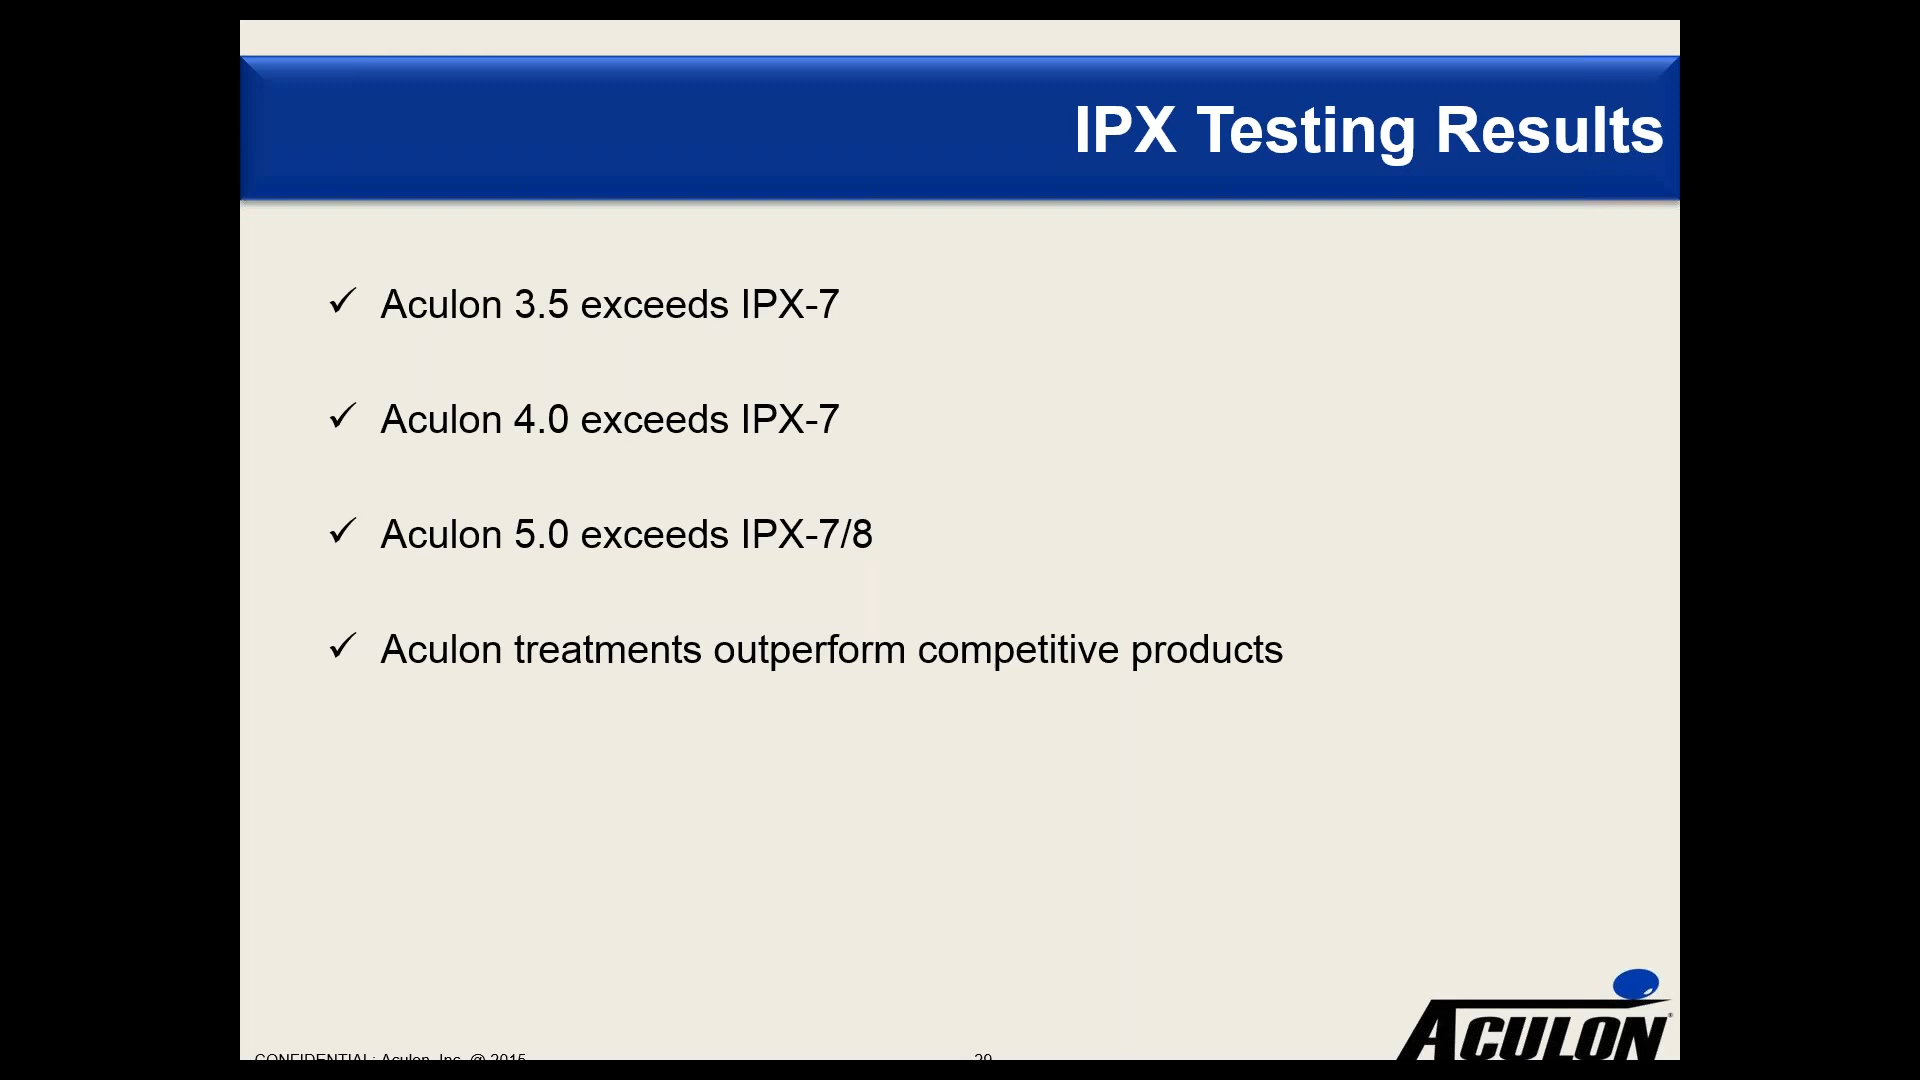 IPX Testing Results
✓ Aculon 3.5 exceeds IPX-7
✓ Aculon 4.0 exceeds IPX-7
✓ Aculon 5.0 exceeds IPX-7/8
✓ Aculon treatments outperform competitive products
ACULON®
CONFIDENTIAL: Aculon, Inc. @ 2015
29